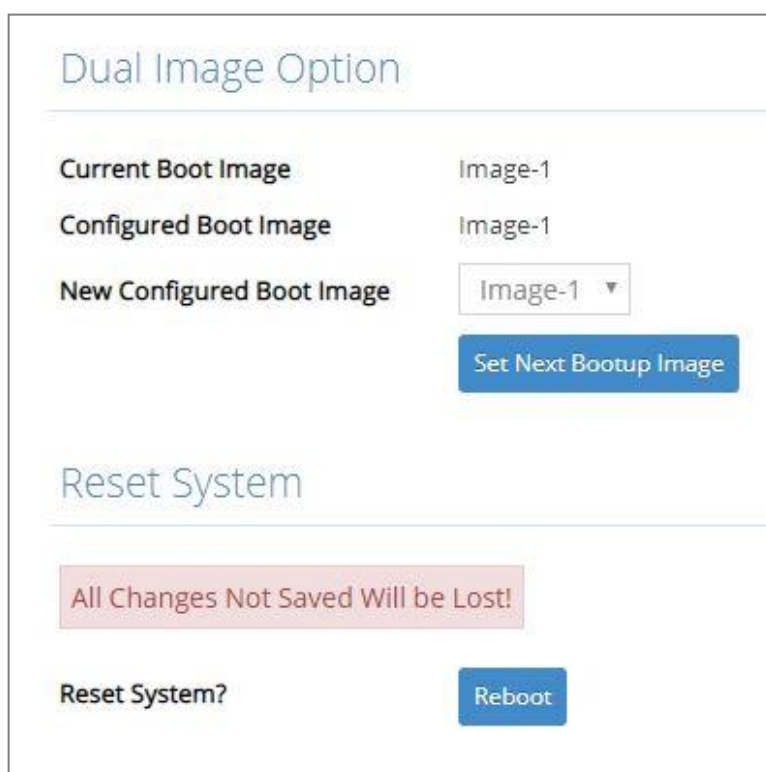 Dual Image Option
Current Boot Image Image-1
Configured Boot Image Image-1
New Configured Boot Image Image-1
Set Next Bootup Image
Reset System
All Changes Not Saved Will be Lost!
Reset System? Reboot